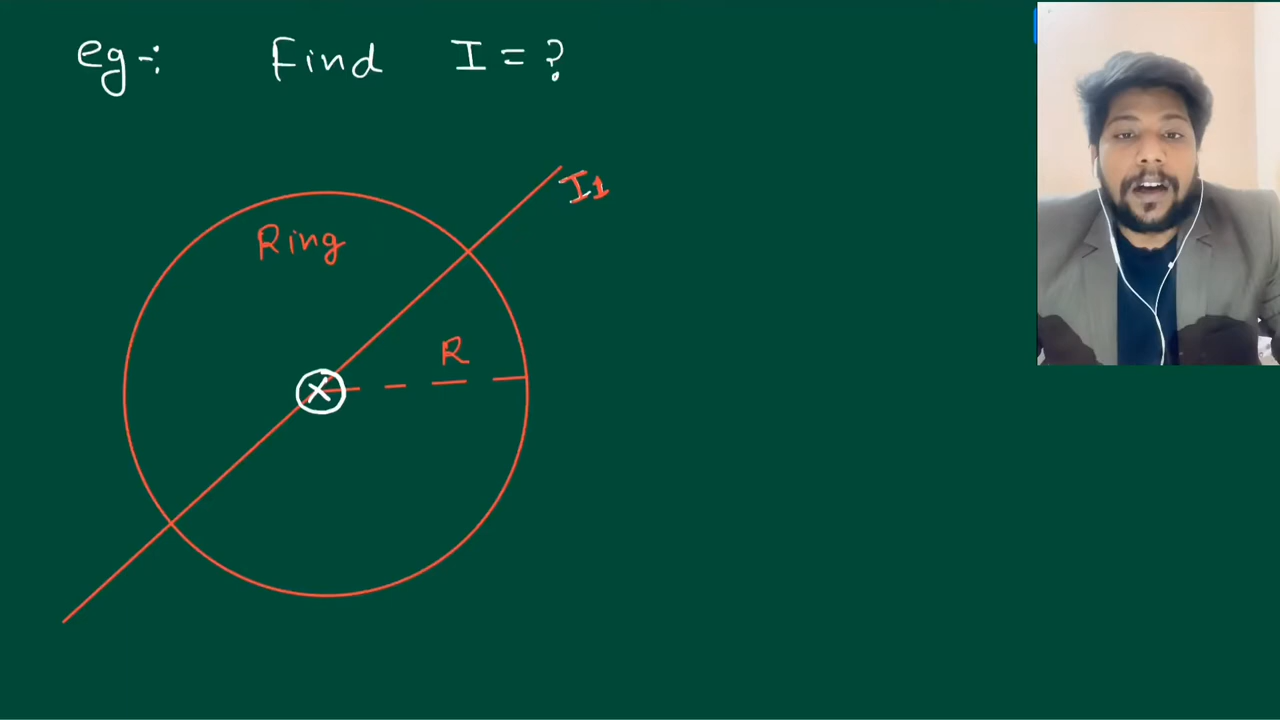 eg-: Find I = ?
I1
Ring
R